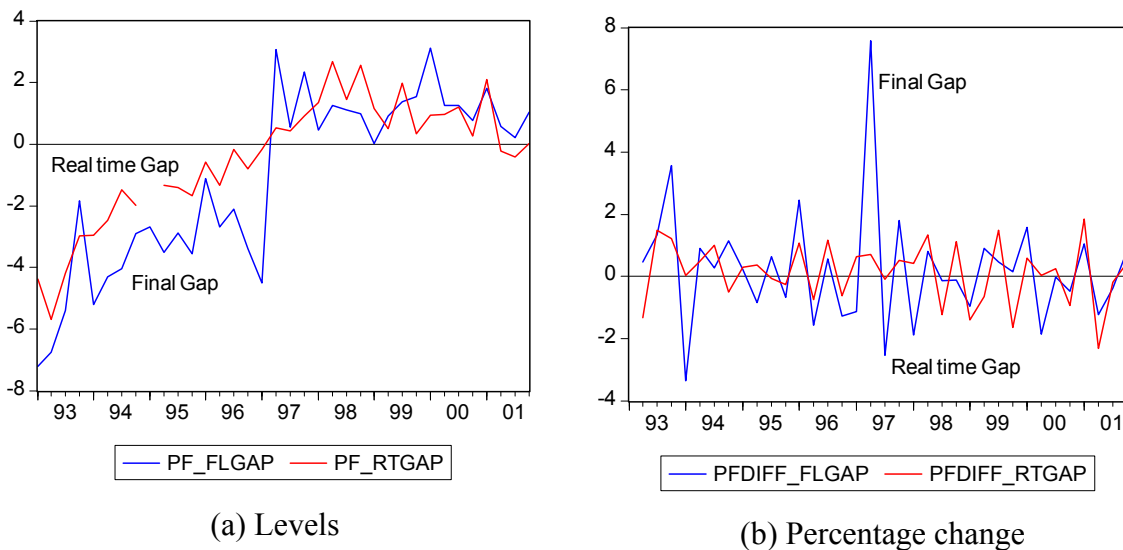 4
2
0
-2
-4
-6
-8
Real time Gap
Final Gap
93 94 95 96 97 98 99 00 01
PF_FLGAP PF_RTGAP
(a) Levels
8
6
4
2
0
-2
-4
Final Gap
Real time Gap
93 94 95 96 97 98 99 00 01
PFDIFF_FLGAP PFDIFF_RTGAP
(b) Percentage change